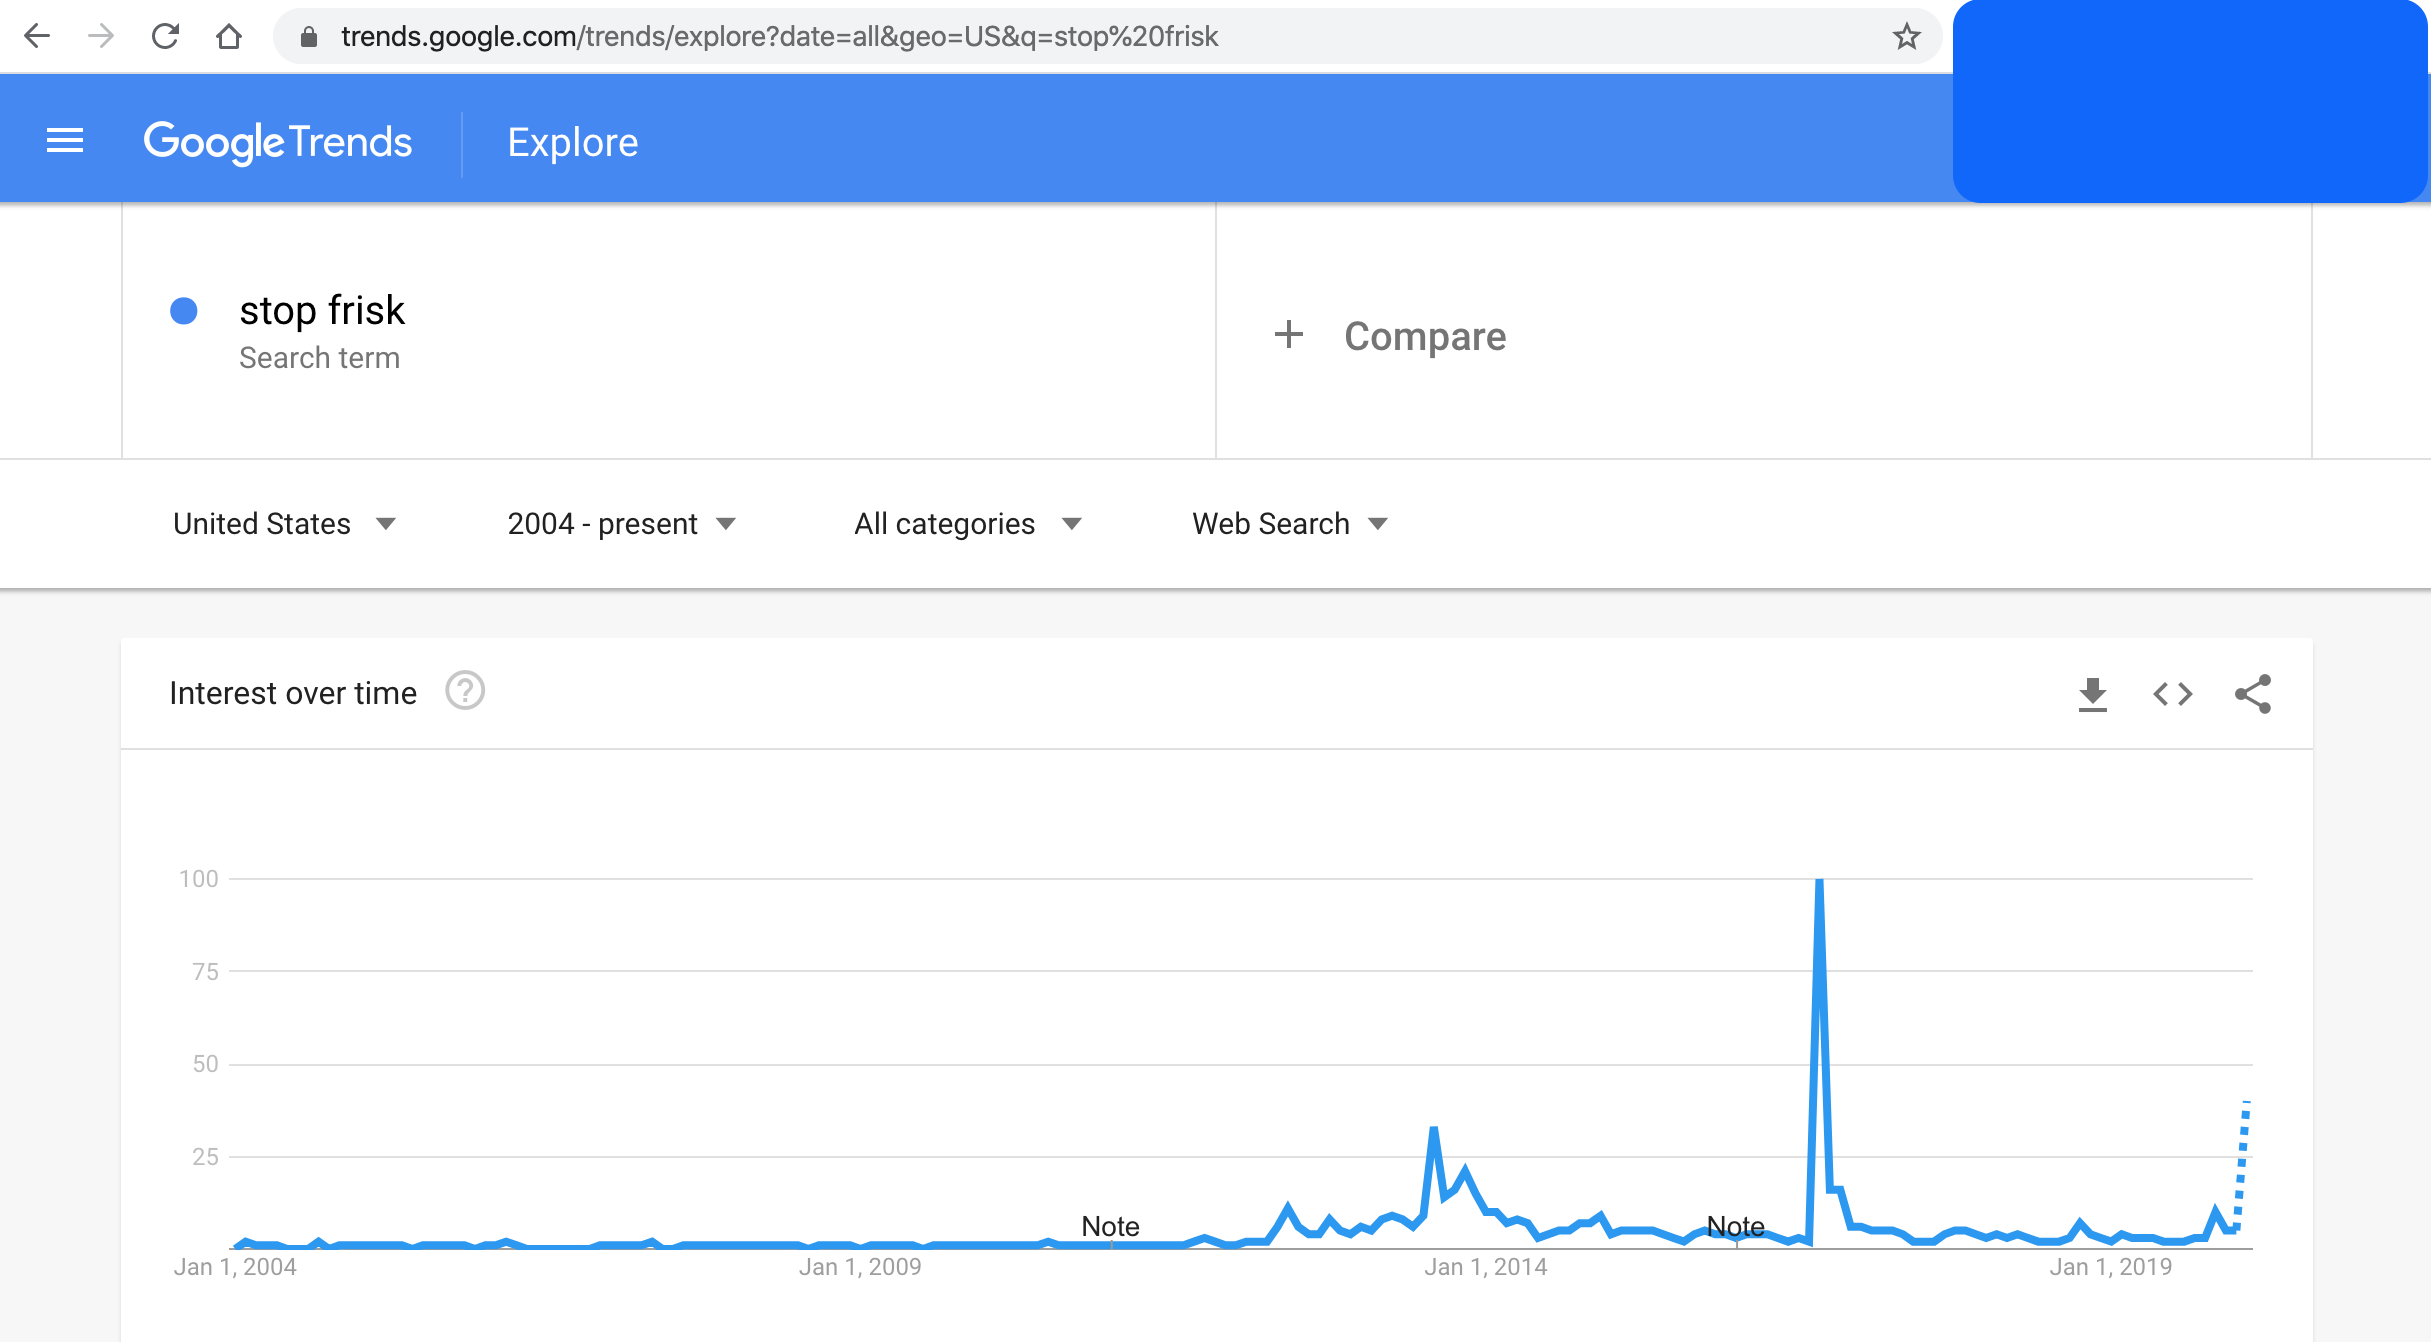 trends.google.com/trends/explore?date=all&geo=US&q=stop%20frisk
Google Trends
Explore
stop frisk
Search term
+ Compare
United States
2004 - present
All categories
Web Search
Interest over time ?
100
75
50
25
Note
Note
Jan 1, 2004
Jan 1, 2009
Jan 1, 2014
Jan 1, 2019